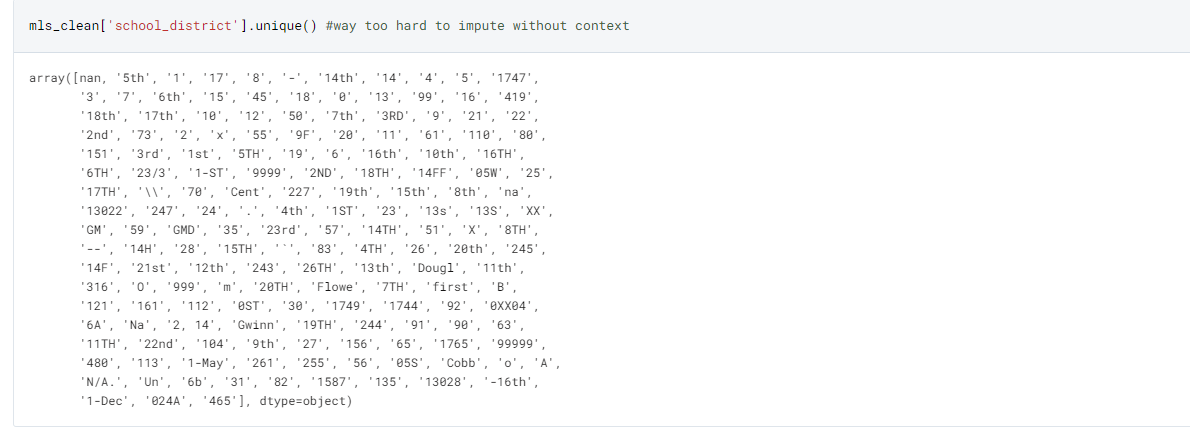 mls_clean['school_district'].unique() #way too hard to impute without context
array([nan, '5th', '1', '17', '8', '-', '14th', '14', '4', '5', '1747',
'3', '7', '6th', '15', '45', '18', '0', '13', '99', '16', '419',
'18th', '17th', '10', '12', '50', '7th', '3RD', '9', '21', '22',
'2nd', '73', '2', 'x', '55', '9F', '20', '11', '61', '110', '80',
'151', '3rd', '1st', '5TH', '19', '6', '16th', '10th', '16TH',
'6TH', '23/3', '1-ST', '9999', '2ND', '18TH', '14FF', '05W', '25',
'17TH', '\\', '70', 'Cent', '227', '19th', '15th', '8th', 'na',
'13022', '247', '24', '.', '4th', '1ST', '23', '13s', '13S', 'XX',
'GM', '59', 'GMD', '35', '23rd', '57', '14TH', '51', 'X', '8TH',
'--', '14H', '28', '15TH', '`', '83', '4TH', '26', '20th', '245',
'14F', '21st', '12th', '243', '26TH', '13th', 'Dougl', '11th',
'316', 'O', '999', 'm', '20TH', 'Flowe', '7TH', 'first', 'B',
'121', '161', '112', '0ST', '30', '1749', '1744', '92', '0XX04',
'6A', 'Na', '2, 14', 'Gwinn', '19TH', '244', '91', '90', '63',
'11TH', '22nd', '104', '9th', '27', '156', '65', '1765', '99999',
'480', '113', '1-May', '261', '255', '56', '05S', 'Cobb', 'o', 'A',
'N/A.', 'Un', '6b', '31', '82', '1587', '135', '13028', '-16th',
'1-Dec', '024A', '465'], dtype=object)